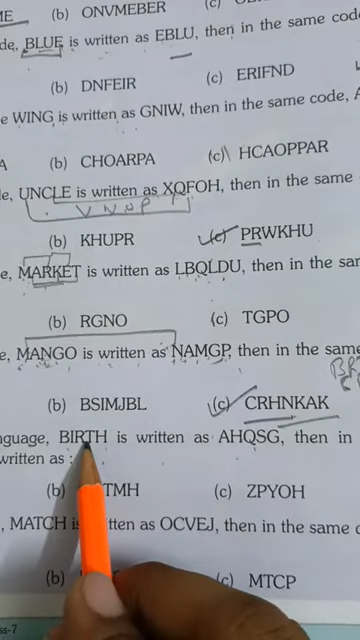 (b) ONVMEBER (c)
de, BLUE is written as EBLU, then in the same code
(b) DNFEIR (c) ERIFND
e WING is written as GNIW, then in the same code, A
A (b) CHOARPA (c) HCAOPPAR
le, UNCLE is written as XQFOH, then in the same
V N O P
(b) KHUPR (c) PRWKHU
e, MARKET is written as LBQLDU, then in the sam
(b) RGNO (c) TGPO
e, MANGO is written as NAMGP, then in the same
(b) BSIMJBL (c) CRHNKAK
nguage, BIRTH is written as AHQSG, then in
written as :
(b) TMH (c) ZPYOH
, MATCH is tten as OCVEJ, then in the same c
(b) (c) MTCP
ss-7